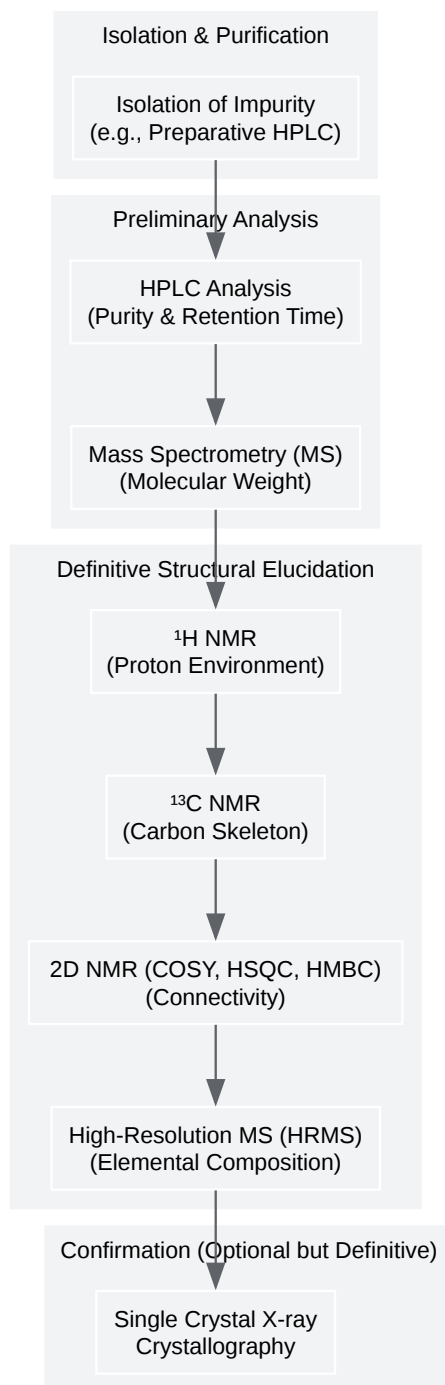 Isolation & Purification
Isolation of Impurity
(e.g., Preparative HPLC)
Preliminary Analysis
HPLC Analysis
(Purity & Retention Time)
Mass Spectrometry (MS)
(Molecular Weight)
Definitive Structural Elucidation
¹H NMR
(Proton Environment)
¹³C NMR
(Carbon Skeleton)
2D NMR (COSY, HSQC, HMBC)
(Connectivity)
High-Resolution MS (HRMS)
(Elemental Composition)
Confirmation (Optional but Definitive)
Single Crystal X-ray
Crystallography